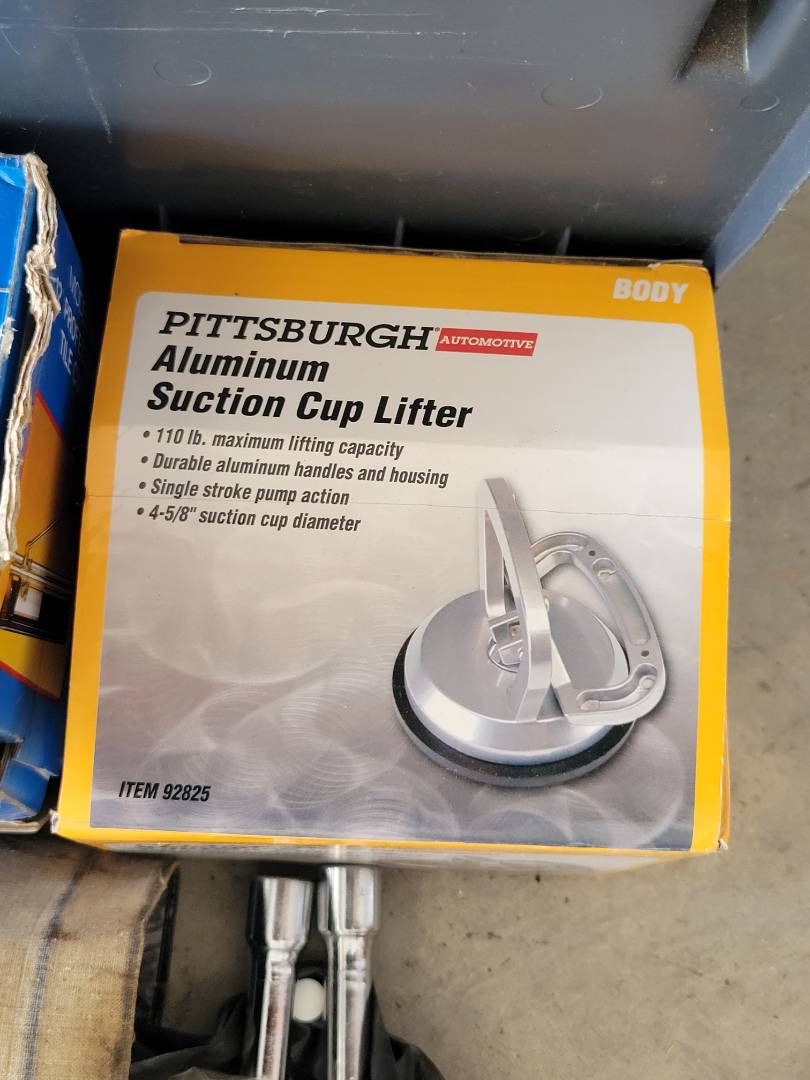 BODY
PITTSBURGH® AUTOMOTIVE
Aluminum
Suction Cup Lifter
• 110 lb. maximum lifting capacity
• Durable aluminum handles and housing
• Single stroke pump action
• 4-5/8" suction cup diameter
ITEM 92825
TILE